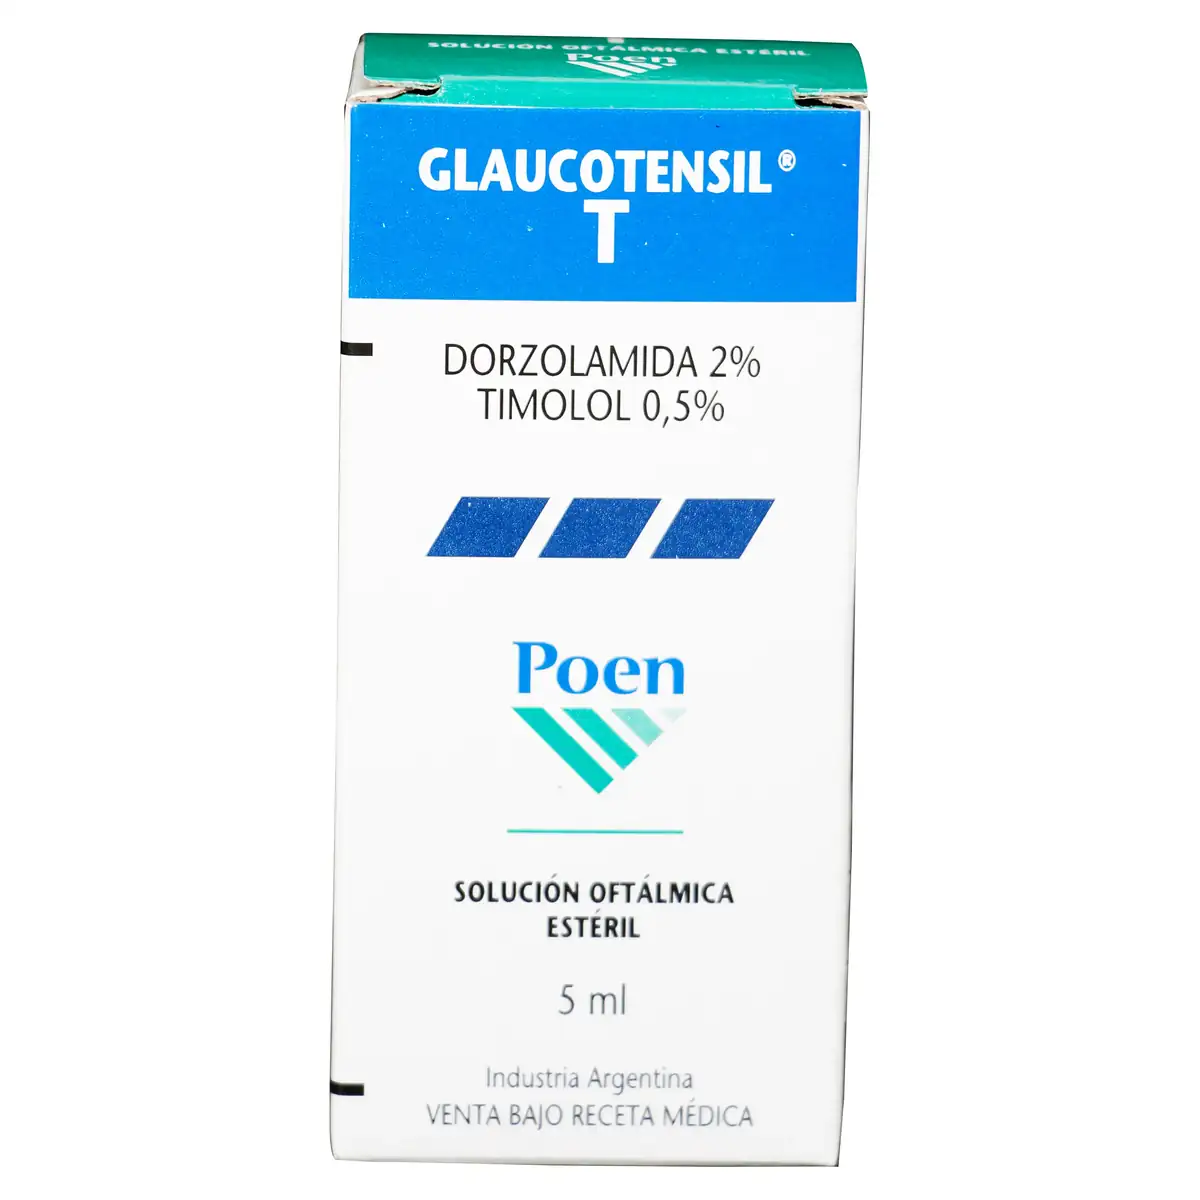 SOLUCIÓN OFTÁLMICA ESTÉRIL
Poen
GLAUCOTENSIL®
T
DORZOLAMIDA 2%
TIMOLOL 0,5%
Poen
SOLUCIÓN OFTÁLMICA
ESTÉRIL
5 ml
Industria Argentina
VENTA BAJO RECETA MÉDICA